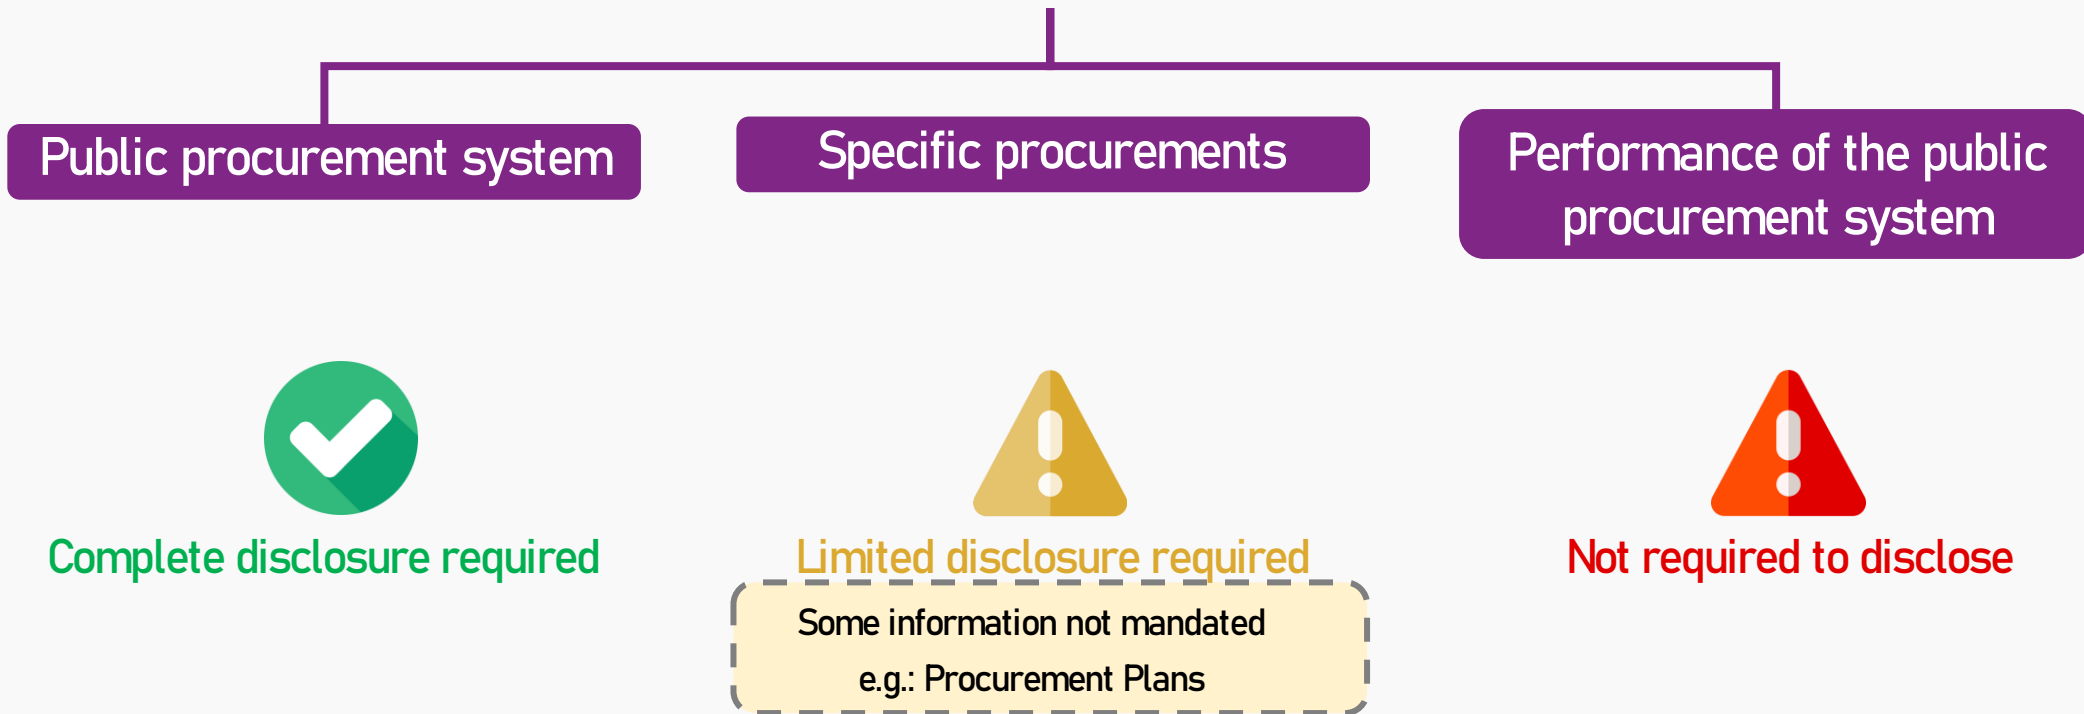 Public procurement system
Specific procurements
Performance of the public
procurement system
Complete disclosure required
Limited disclosure required
Not required to disclose
Some information not mandated
e.g.: Procurement Plans